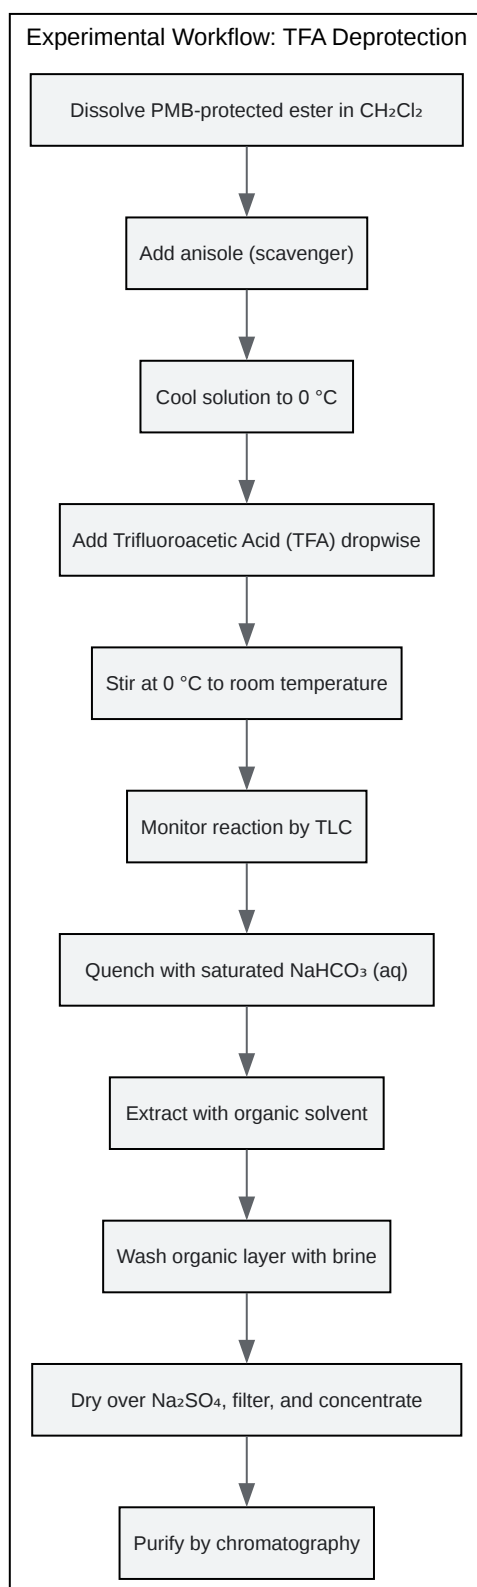 Experimental Workflow: TFA Deprotection
Dissolve PMB-protected ester in CH₂Cl₂
Add anisole (scavenger)
Cool solution to 0 °C
Add Trifluoroacetic Acid (TFA) dropwise
Stir at 0 °C to room temperature
Monitor reaction by TLC
Quench with saturated NaHCO₃ (aq)
Extract with organic solvent
Wash organic layer with brine
Dry over Na₂SO₄, filter, and concentrate
Purify by chromatography